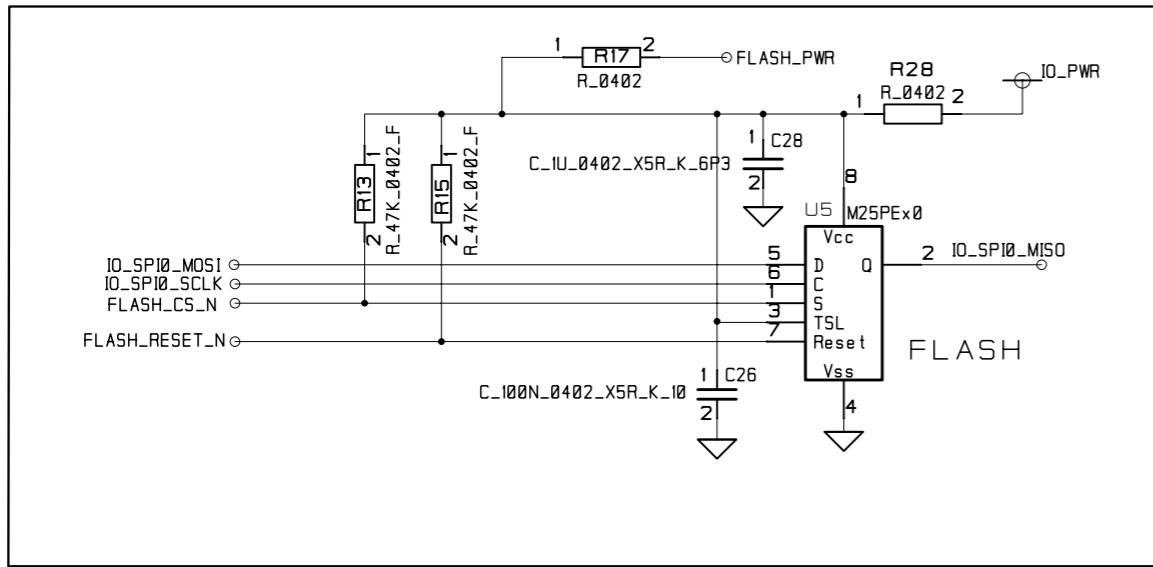 1 R17 2 FLASH_PWR
R_0402
R28
IO_PWR
1 R_0402 2
1 R13 2
R_47K_0402_F
1 R15 2
R_47K_0402_F
1 C28
C_1U_0402_X5R_K_6P3
2
8
U5 M25PEx0
Vcc
IO_SPI0_MOSI 5 D Q 2 IO_SPI0_MISO
IO_SPI0_SCLK 6 C
FLASH_CS_N 1 S
3 TSL
FLASH_RESET_N 7 Reset
FLASH
Vss
1 C26
C_100N_0402_X5R_K_10
2
4